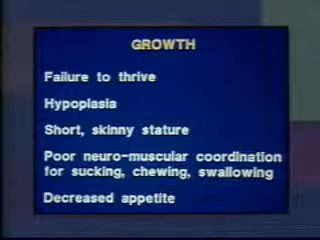 GROWTH
Failure to thrive
Hypoplasia
Short, skinny stature
Poor neuro-muscular coordination
for sucking, chewing, swallowing
Decreased appetite